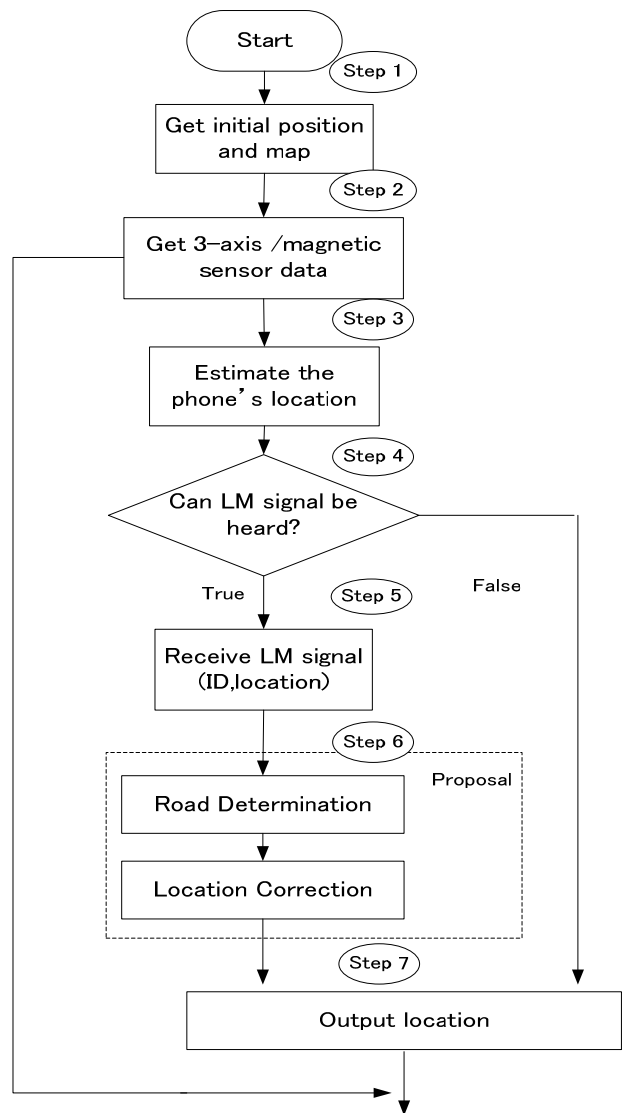 Start
Step 1
Get initial position
and map
Step 2
Get 3-axis /magnetic
sensor data
Step 3
Estimate the
phone's location
Step 4
Can LM signal be
heard?
True
False
Step 5
Receive LM signal
(ID,location)
Step 6
Proposal
Road Determination
Location Correction
Step 7
Output location